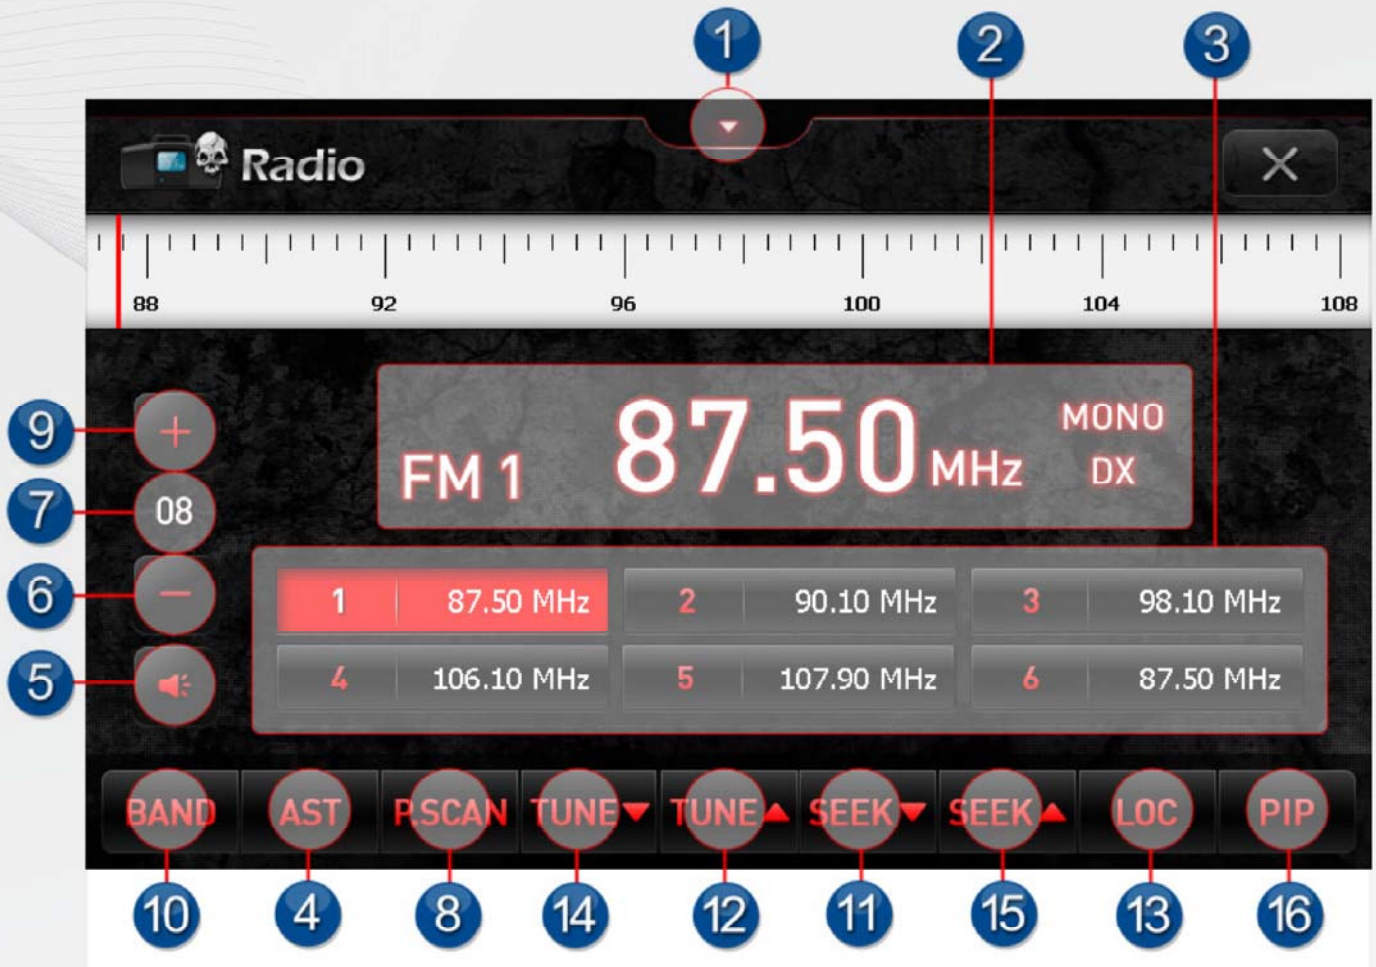 1 2 3
Radio
88 92 96 100 104 108
9
7
6
5
08
FM 1 87.50 MHz MONO
DX
1 87.50 MHz 2 90.10 MHz 3 98.10 MHz
4 106.10 MHz 5 107.90 MHz 6 87.50 MHz
BAND AST P.SCAN TUNE▼ TUNE▲ SEEK▼ SEEK▲ LOC PIP
10 4 8 14 12 11 15 13 16